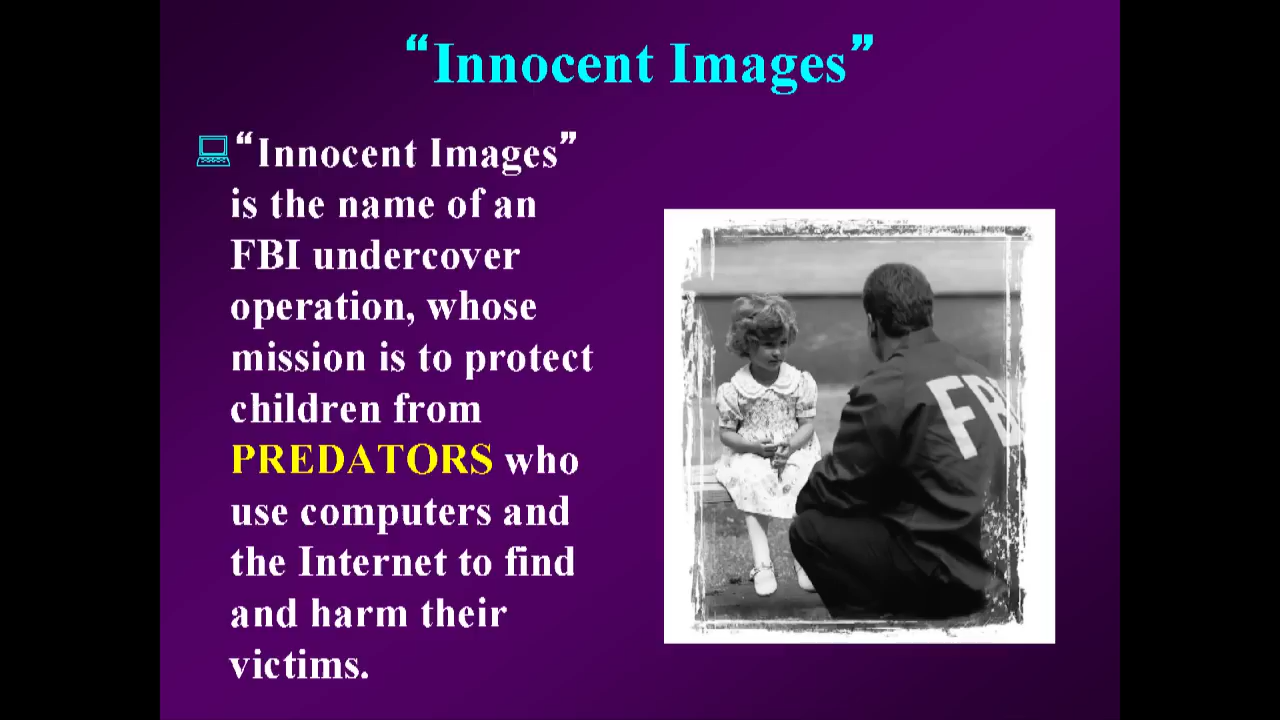 “Innocent Images”
“Innocent Images”
is the name of an
FBI undercover
operation, whose
mission is to protect
children from
PREDATORS who
use computers and
the Internet to find
and harm their
victims.
FBI